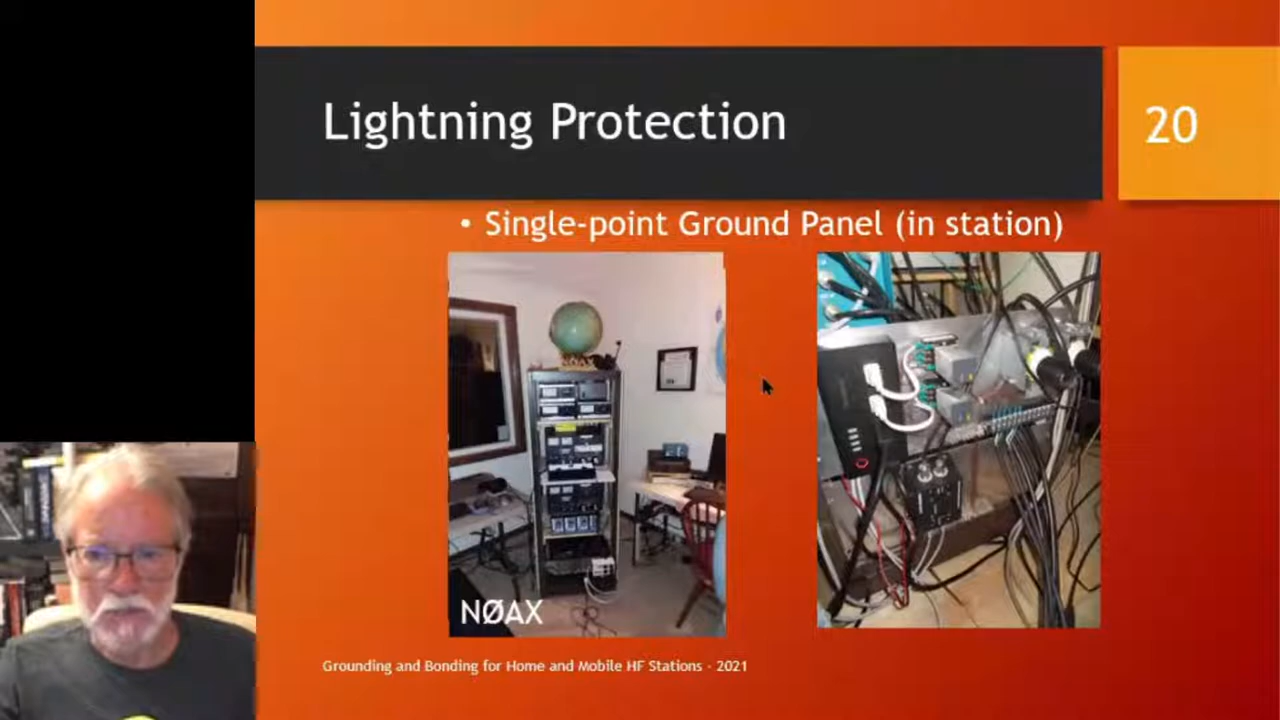 Lightning Protection
20
• Single-point Ground Panel (in station)
NØAX
NØAX
Grounding and Bonding for Home and Mobile HF Stations - 2021